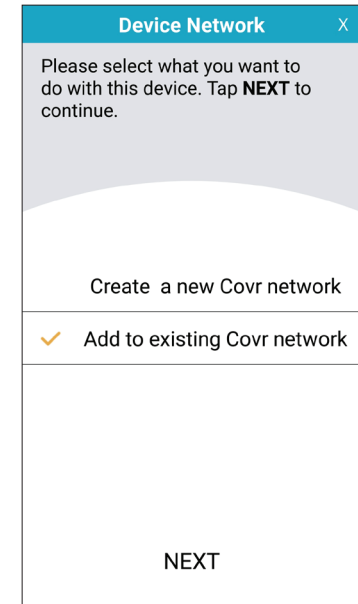 Device Network X
Please select what you want to
do with this device. Tap NEXT to
continue.
Create a new Covr network
Add to existing Covr network
NEXT